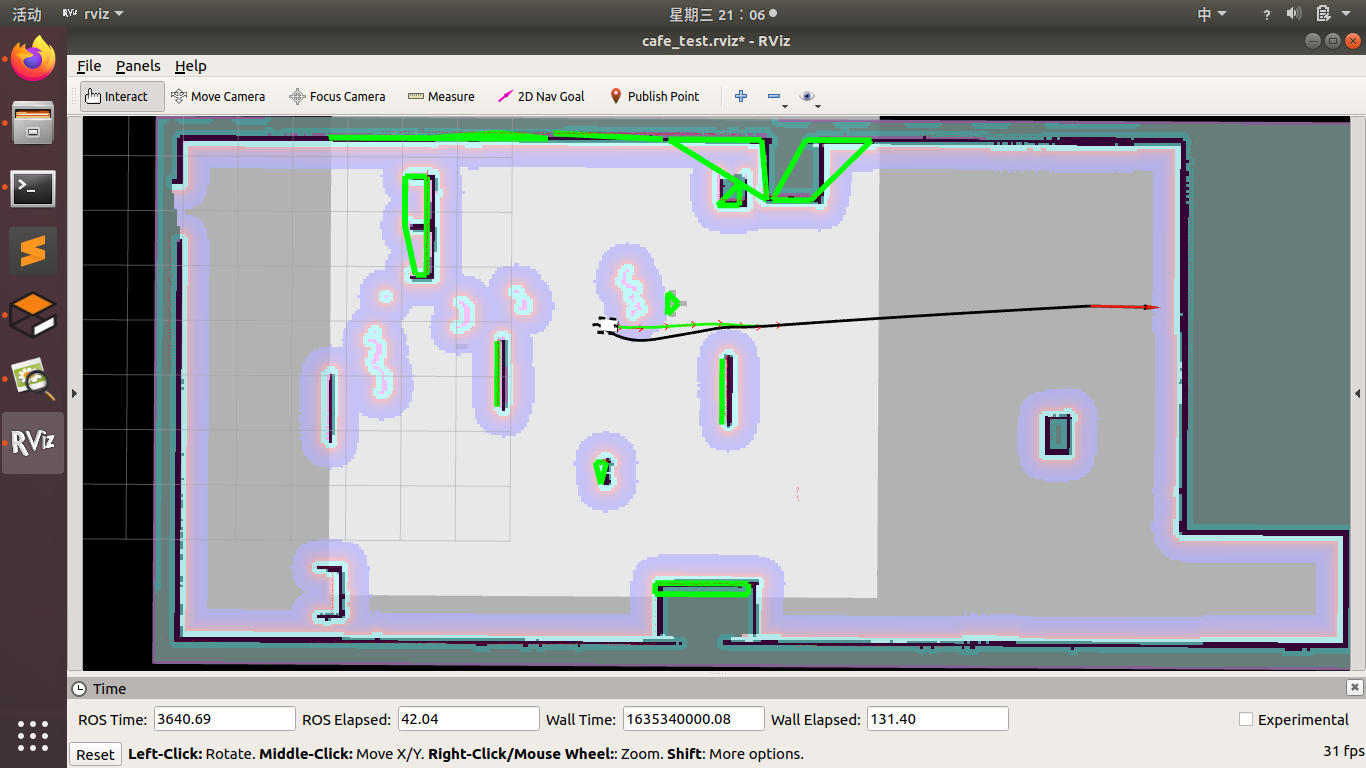 活动 RViz rviz 星期三 21：06 中 ?
cafe_test.rviz* - RViz
File Panels Help
Interact Move Camera Focus Camera Measure 2D Nav Goal Publish Point
RViz
Time
ROS Time: 3640.69 ROS Elapsed: 42.04 Wall Time: 1635340000.08 Wall Elapsed: 131.40 Experimental
Reset Left-Click: Rotate. Middle-Click: Move X/Y. Right-Click/Mouse Wheel:: Zoom. Shift: More options. 31 fps